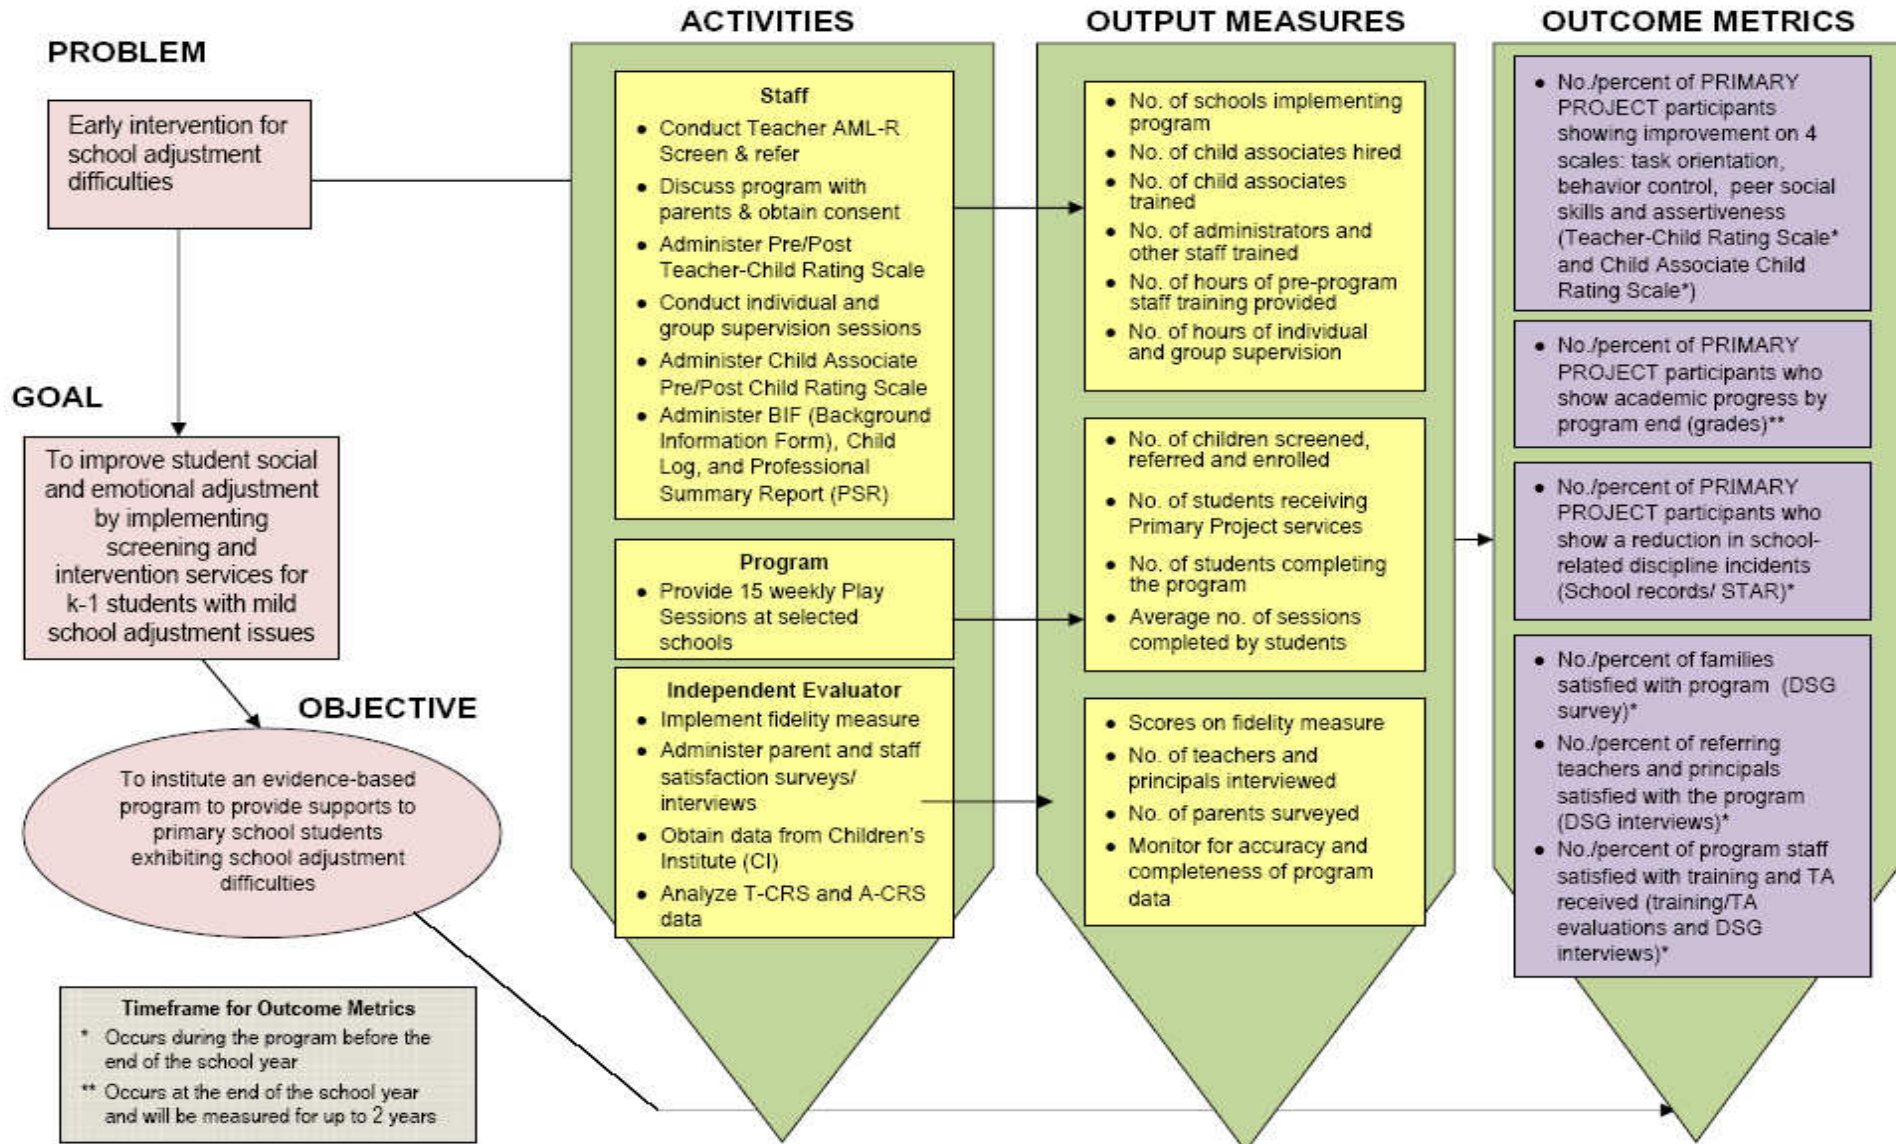 PROBLEM
Early intervention for
school adjustment
difficulties
GOAL
To improve student social
and emotional adjustment
by implementing
screening and
intervention services for
k-1 students with mild
school adjustment issues
OBJECTIVE
To institute an evidence-based
program to provide supports to
primary school students
exhibiting school adjustment
difficulties
Timeframe for Outcome Metrics
* Occurs during the program before the
end of the school year
** Occurs at the end of the school year
and will be measured for up to 2 years
ACTIVITIES
Staff
• Conduct Teacher AML-R
Screen & refer
• Discuss program with
parents & obtain consent
• Administer Pre/Post
Teacher-Child Rating Scale
• Conduct individual and
group supervision sessions
• Administer Child Associate
Pre/Post Child Rating Scale
• Administer BIF (Background
Information Form), Child
Log, and Professional
Summary Report (PSR)
Program
• Provide 15 weekly Play
Sessions at selected
schools
Independent Evaluator
• Implement fidelity measure
• Administer parent and staff
satisfaction surveys/
interviews
• Obtain data from Children's
Institute (CI)
• Analyze T-CRS and A-CRS
data
OUTPUT MEASURES
• No. of schools implementing
program
• No. of child associates hired
• No. of child associates
trained
• No. of administrators and
other staff trained
• No. of hours of pre-program
staff training provided
• No. of hours of individual
and group supervision
• No. of children screened,
referred and enrolled
• No. of students receiving
Primary Project services
• No. of students completing
the program
• Average no. of sessions
completed by students
• Scores on fidelity measure
• No. of teachers and
principals interviewed
• No. of parents surveyed
• Monitor for accuracy and
completeness of program
data
OUTCOME METRICS
• No./percent of PRIMARY
PROJECT participants
showing improvement on 4
scales: task orientation,
behavior control, peer social
skills and assertiveness
(Teacher-Child Rating Scale*
and Child Associate Child
Rating Scale*)
• No./percent of PRIMARY
PROJECT participants who
show academic progress by
program end (grades)**
• No./percent of PRIMARY
PROJECT participants who
show a reduction in school-
related discipline incidents
(School records/ STAR)*
• No./percent of families
satisfied with program (DSG
survey)*
• No./percent of referring
teachers and principals
satisfied with the program
(DSG interviews)*
• No./percent of program staff
satisfied with training and TA
received (training/TA
evaluations and DSG
interviews)*